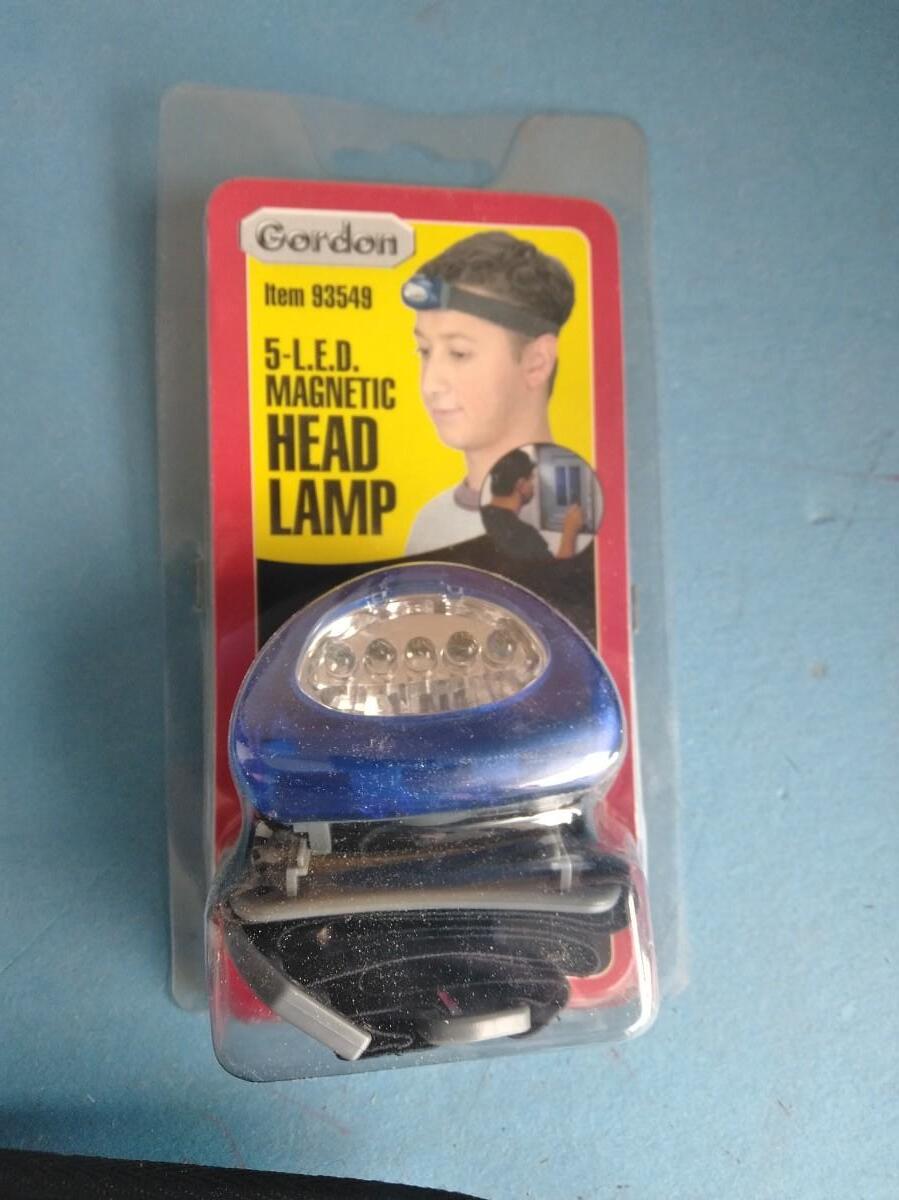 Gordon
Item 93549
5-L.E.D.
MAGNETIC
HEAD
LAMP